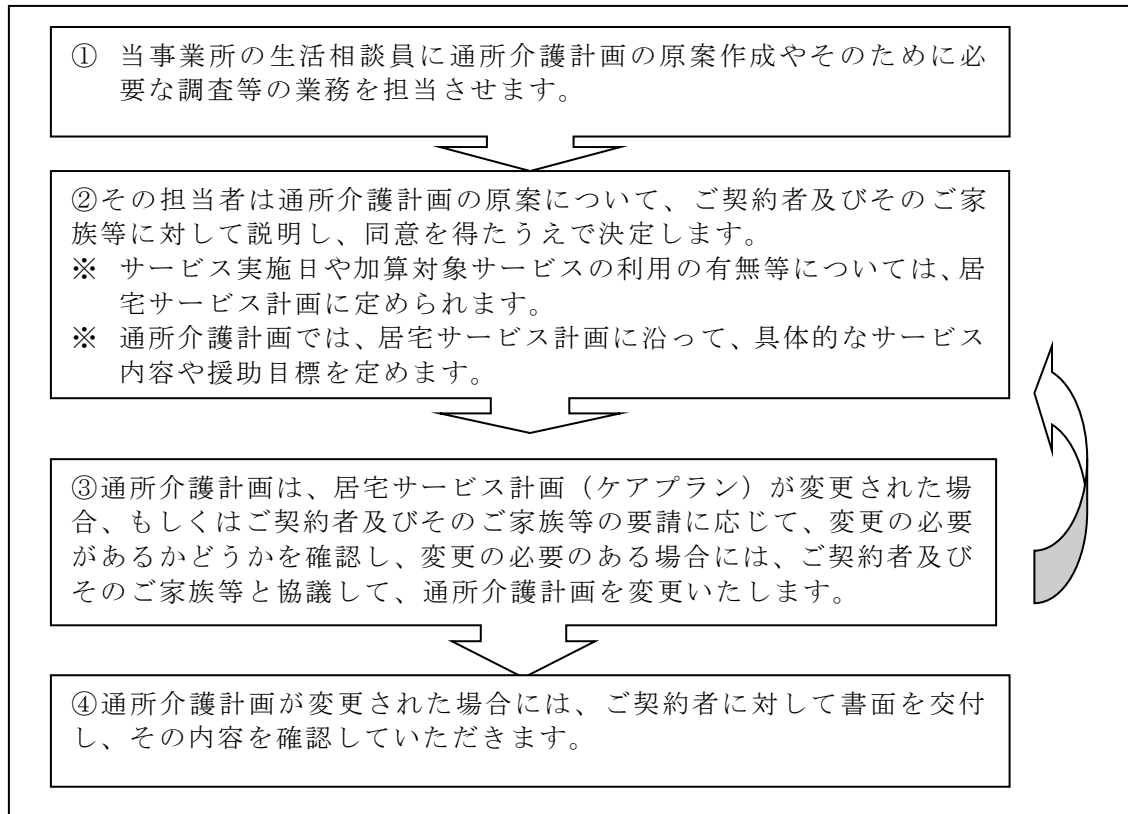 ① 当事業所の生活相談員に通所介護計画の原案作成やそのために必
要な調査等の業務を担当させます。
②その担当者は通所介護計画の原案について、ご契約者及びそのご家
族等に対して説明し、同意を得たうえで決定します。
※ サービス実施日や加算対象サービスの利用の有無等については、居
宅サービス計画に定められます。
※ 通所介護計画では、居宅サービス計画に沿って、具体的なサービス
内容や援助目標を定めます。
③通所介護計画は、居宅サービス計画（ケアプラン）が変更された場
合、もしくはご契約者及びそのご家族等の要請に応じて、変更の必要
があるかどうかを確認し、変更の必要のある場合には、ご契約者及び
そのご家族等と協議して、通所介護計画を変更いたします。
④通所介護計画が変更された場合には、ご契約者に対して書面を交付
し、その内容を確認していただきます。